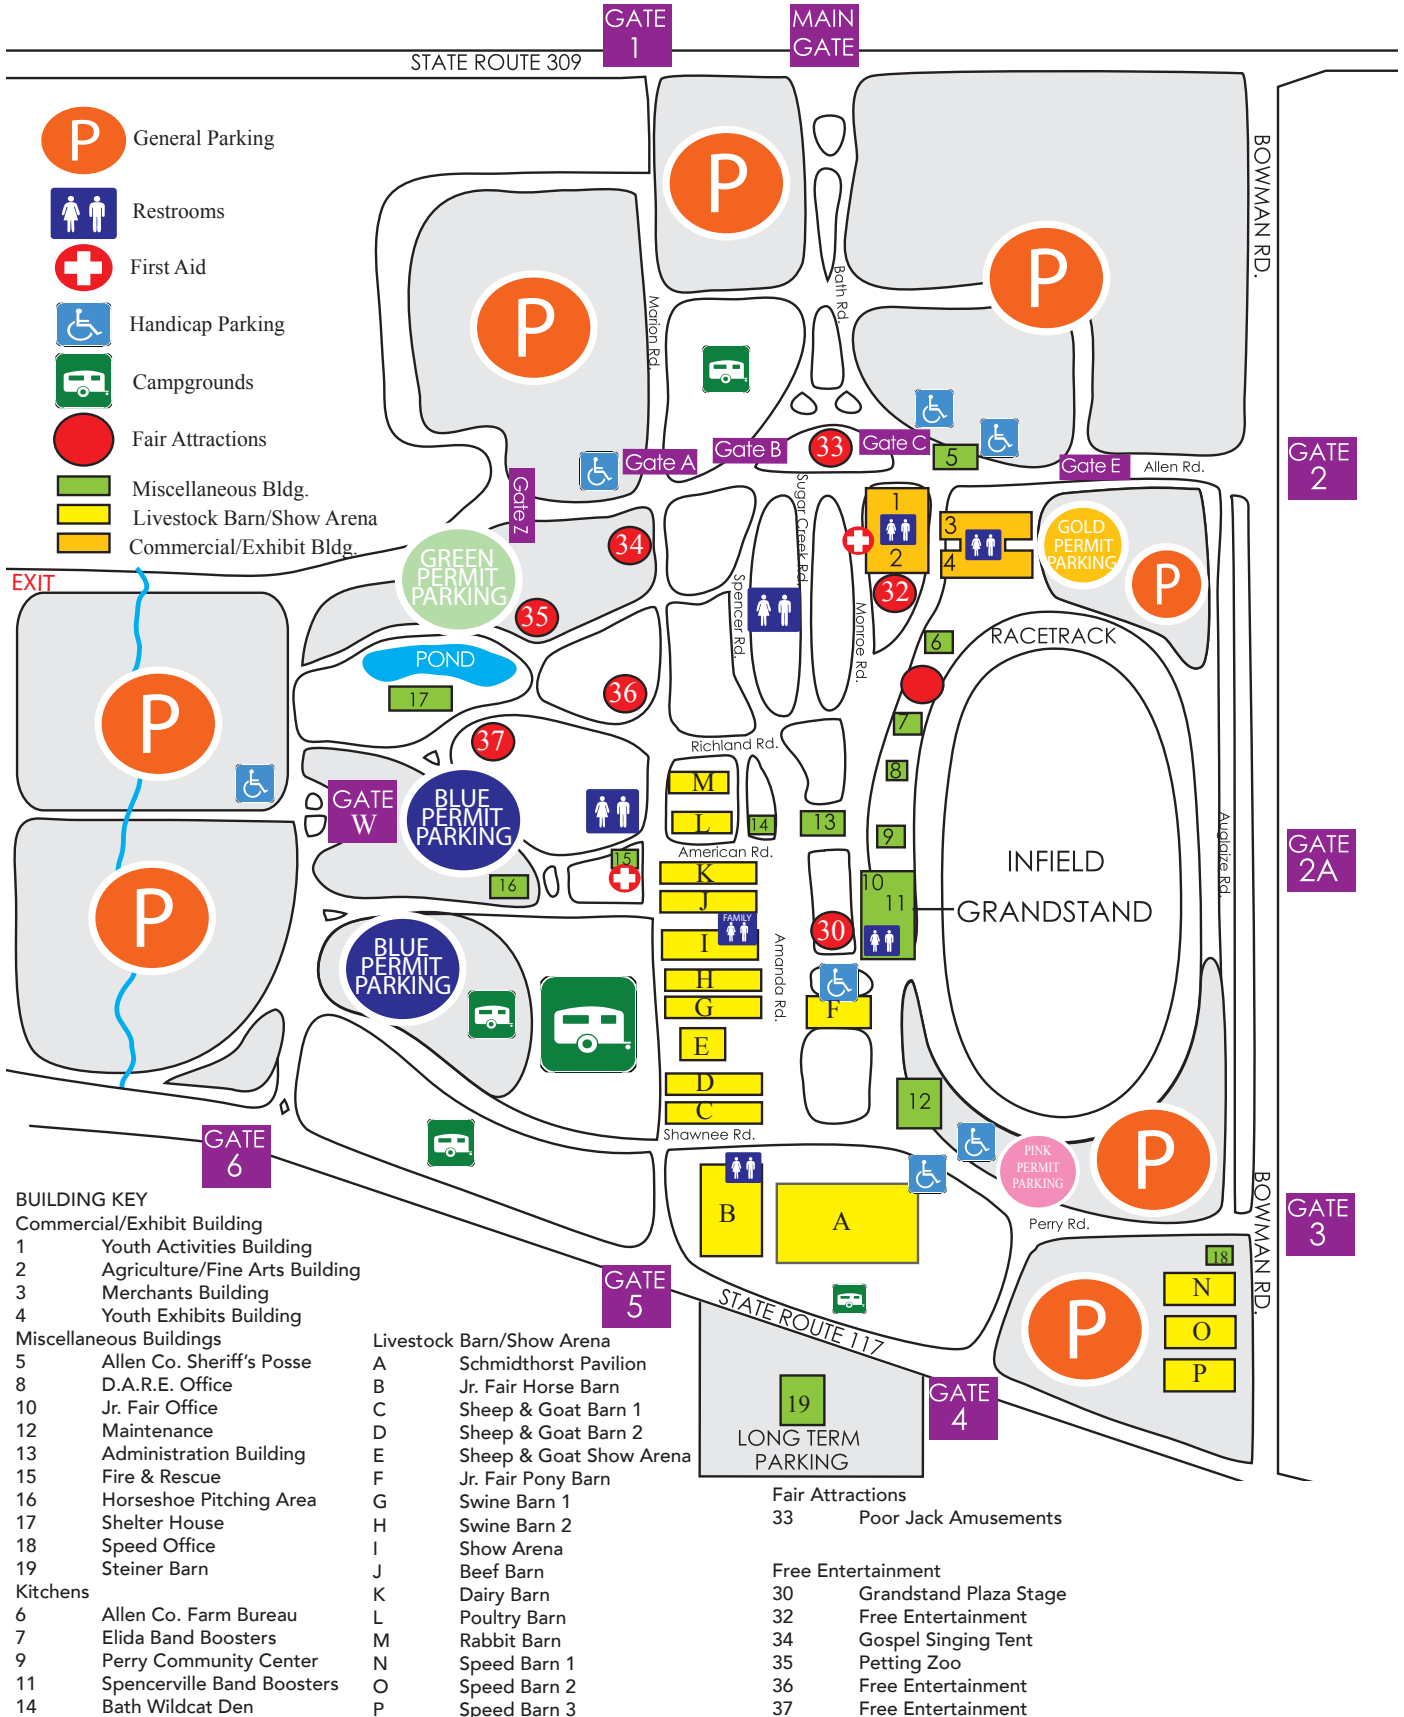 GATE
1
MAIN
GATE
STATE ROUTE 309
P
General Parking
Restrooms
First Aid
Handicap Parking
Campgrounds
Fair Attractions
Miscellaneous Bldg.
Livestock Barn/Show Arena
Commercial/Exhibit Bldg.
EXIT
P
P
P
BOWMAN RD.
Marion Rd.
Bath Rd.
Gate A
Gate B
33
Gate C
5
Gate E
Allen Rd.
GATE
2
Gate Z
Sugar Creek Rd.
1
2
3
4
GOLD
PERMIT
PARKING
P
34
GREEN
PERMIT
PARKING
35
32
Spencer Rd.
Monroe Rd.
6
RACETRACK
POND
17
36
P
7
37
Richland Rd.
8
M
L
14
13
9
GATE
W
BLUE
PERMIT
PARKING
American Rd.
15
16
K
J
FAMILY
I
H
G
E
D
C
Shawnee Rd.
Amanda Rd.
30
10
11
INFIELD
GRANDSTAND
Auglaize Rd.
GATE
2A
P
BLUE
PERMIT
PARKING
F
12
PINK
PERMIT
PARKING
P
Perry Rd.
GATE
3
BOWMAN RD.
GATE
6
B
A
18
N
O
P
P
GATE
5
STATE ROUTE 117
GATE
4
19
LONG TERM
PARKING
BUILDING KEY
Commercial/Exhibit Building
1 Youth Activities Building
2 Agriculture/Fine Arts Building
3 Merchants Building
4 Youth Exhibits Building
Miscellaneous Buildings
5 Allen Co. Sheriff's Posse
8 D.A.R.E. Office
10 Jr. Fair Office
12 Maintenance
13 Administration Building
15 Fire & Rescue
16 Horseshoe Pitching Area
17 Shelter House
18 Speed Office
19 Steiner Barn
Kitchens
6 Allen Co. Farm Bureau
7 Elida Band Boosters
9 Perry Community Center
11 Spencerville Band Boosters
14 Bath Wildcat Den
Livestock Barn/Show Arena
A Schmidthorst Pavilion
B Jr. Fair Horse Barn
C Sheep & Goat Barn 1
D Sheep & Goat Barn 2
E Sheep & Goat Show Arena
F Jr. Fair Pony Barn
G Swine Barn 1
H Swine Barn 2
I Show Arena
J Beef Barn
K Dairy Barn
L Poultry Barn
M Rabbit Barn
N Speed Barn 1
O Speed Barn 2
P Speed Barn 3
Fair Attractions
33 Poor Jack Amusements
Free Entertainment
30 Grandstand Plaza Stage
32 Free Entertainment
34 Gospel Singing Tent
35 Petting Zoo
36 Free Entertainment
37 Free Entertainment